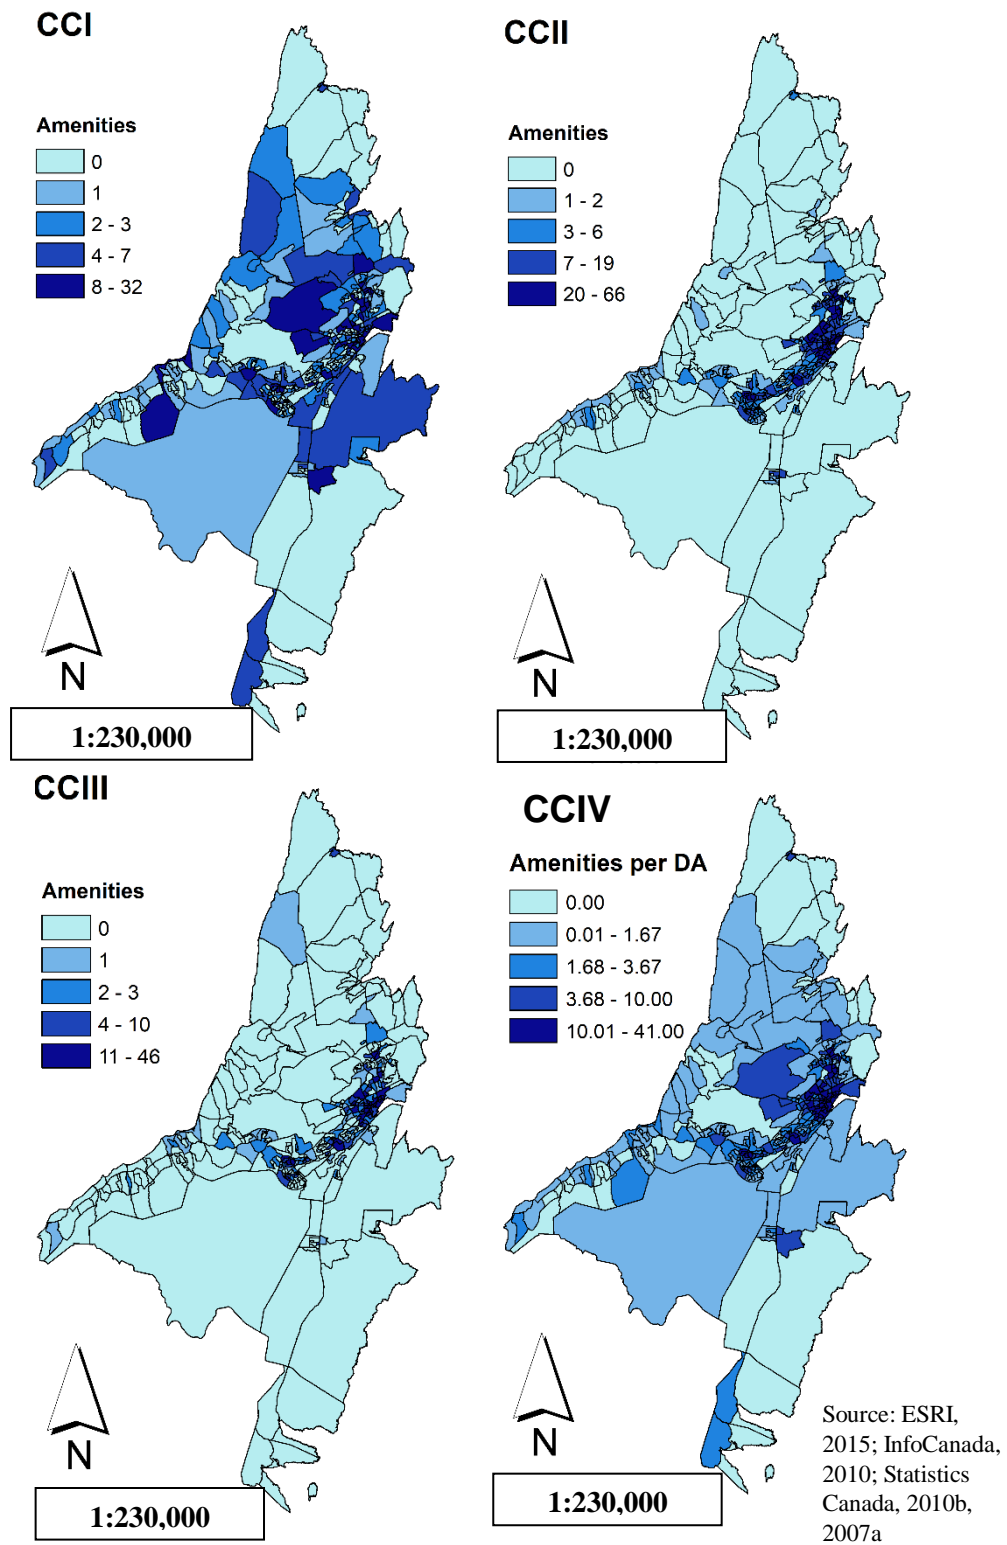 CCI
Amenities
0
1
2 - 3
4 - 7
8 - 32
N
1:230,000
CCII
Amenities
0
1 - 2
3 - 6
7 - 19
20 - 66
N
1:230,000
CCIII
Amenities
0
1
2 - 3
4 - 10
11 - 46
N
1:230,000
CCIV
Amenities per DA
0.00
0.01 - 1.67
1.68 - 3.67
3.68 - 10.00
10.01 - 41.00
N
1:230,000
Source: ESRI,
2015; InfoCanada,
2010; Statistics
Canada, 2010b,
2007a